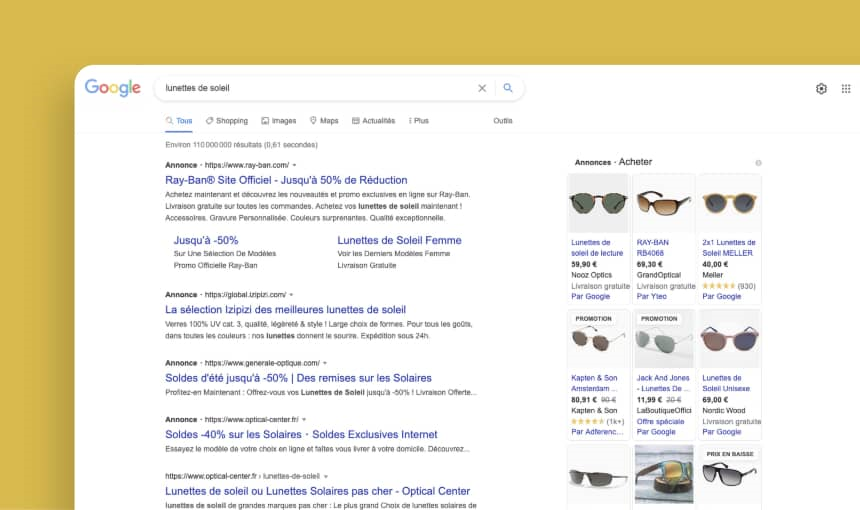 Google
lunettes de soleil
Tous
Shopping
Images
Maps
Actualités
Plus
Outils
Environ 110 000 000 résultats (0,61 secondes)
Annonce · https://www.ray-ban.com/
Ray-Ban® Site Officiel - Jusqu'à 50% de Réduction
Achetez maintenant et découvrez les nouveautés et promo exclusives en ligne sur Ray-Ban.
Livraison gratuite sur toutes les commandes. Achetez vos lunettes de soleil maintenant !
Accessoires. Gravure Personnalisée. Couleurs surprenantes. Qualité exceptionnelle.
Jusqu'à -50%
Sur Une Sélection De Modèles
Promo Officielle Ray-Ban
Lunettes de Soleil Femme
Voir les Derniers Modèles Femme
Livraison Gratuite
Annonce · https://global.izipizi.com/
La sélection Izipizi des meilleures lunettes de soleil
Verres 100% UV cat. 3, qualité, légèreté & style ! Large choix de formes. Pour tous les goûts,
dans toutes les couleurs : nos lunettes donnent le sourire. Expédition sous 24h.
Annonce · https://www.generale-optique.com/
Soldes d'été jusqu'à -50% | Des remises sur les Solaires
Profitez-en Maintenant : Offrez-vous vos Lunettes de Soleil jusqu'à -50% ! Livraison Offerte...
Annonce · https://www.optical-center.fr/
Soldes -40% sur les Solaires · Soldes Exclusives Internet
Essayez le modèle de votre choix en ligne et faites vous livrer à votre domicile. Découvrez...
https://www.optical-center.fr › lunettes-de-soleil
Lunettes de soleil ou Lunettes Solaires pas cher - Optical Center
lunettes de soleil de grandes marques pas cher : Le plus grand Choix de lunettes solaires de
Annonces · Acheter
Lunettes de
soleil de lecture
59,90 €
Nooz Optics
Livraison gratuite
Par Google
RAY-BAN
RB4068
69,30 €
GrandOptical
Livraison gratuite
Par Yteo
2x1 Lunettes de
Soleil MELLER
40,00 €
Meller
(930)
Par Google
PROMOTION
Kapten & Son
Amsterdam ...
80,91 € 90 €
Kapten & Son
(1k+)
Par Adferenc...
PROMOTION
Jack And Jones
- Lunettes De ...
11,99 € 20 €
LaBoutiqueOffici
Offre spéciale
Par Google
Lunettes de
Soleil Unisexe
69,00 €
Nordic Wood
Livraison gratuite
Par Google
PRIX EN BAISSE